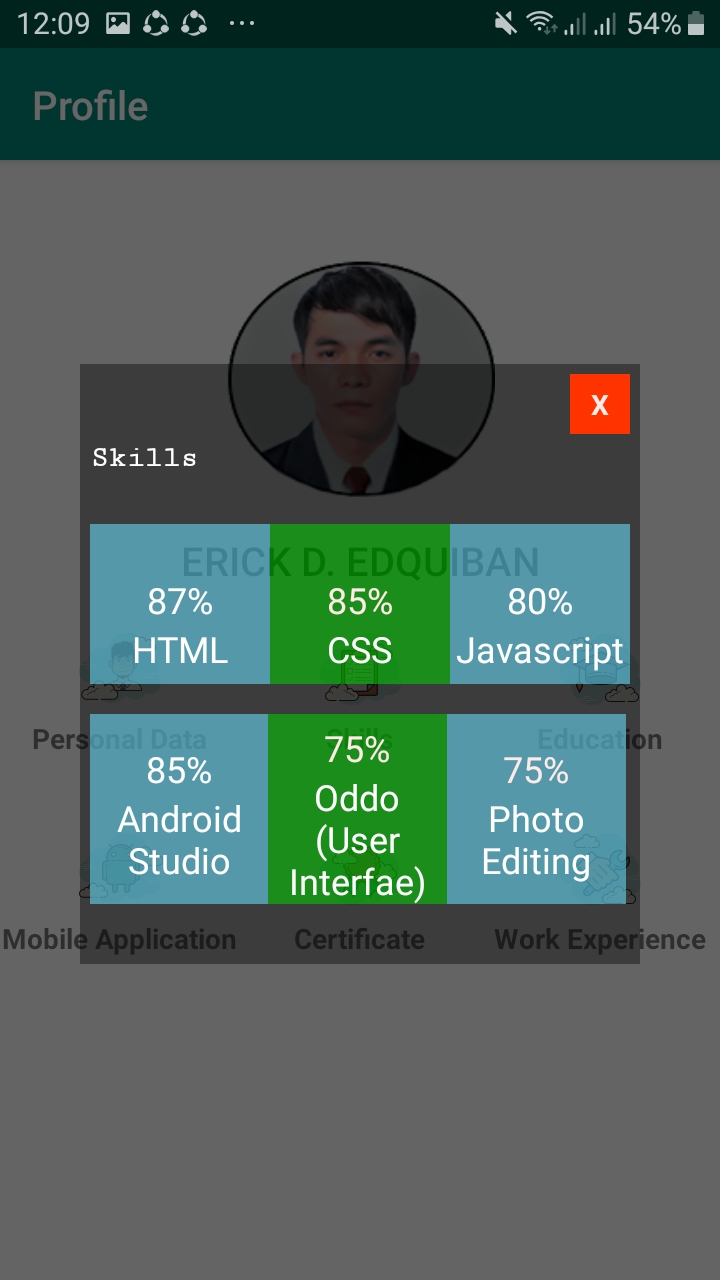 12:09 54%
Profile
X
Skills
ERICK D. EDQUIBAN
87% 85% 80%
HTML CSS Javascript
Personal Data Skills Education
85% 75% 75%
Android Oddo Photo
Studio (User Editing
Interfae)
Mobile Application Certificate Work Experience